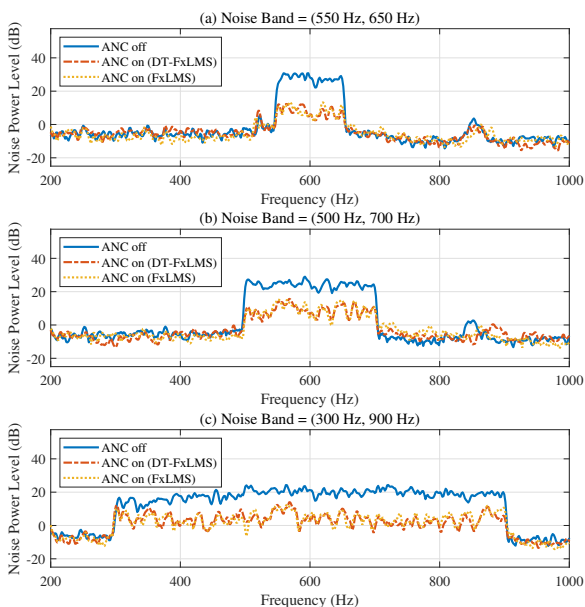 (a) Noise Band = (550 Hz, 650 Hz)
Noise Power Level (dB)
40
20
0
-20
ANC off
ANC on (DT-FxLMS)
ANC on (FxLMS)
200 400 600 800 1000
Frequency (Hz)
(b) Noise Band = (500 Hz, 700 Hz)
Noise Power Level (dB)
40
20
0
-20
ANC off
ANC on (DT-FxLMS)
ANC on (FxLMS)
200 400 600 800 1000
Frequency (Hz)
(c) Noise Band = (300 Hz, 900 Hz)
Noise Power Level (dB)
40
20
0
-20
ANC off
ANC on (DT-FxLMS)
ANC on (FxLMS)
200 400 600 800 1000
Frequency (Hz)